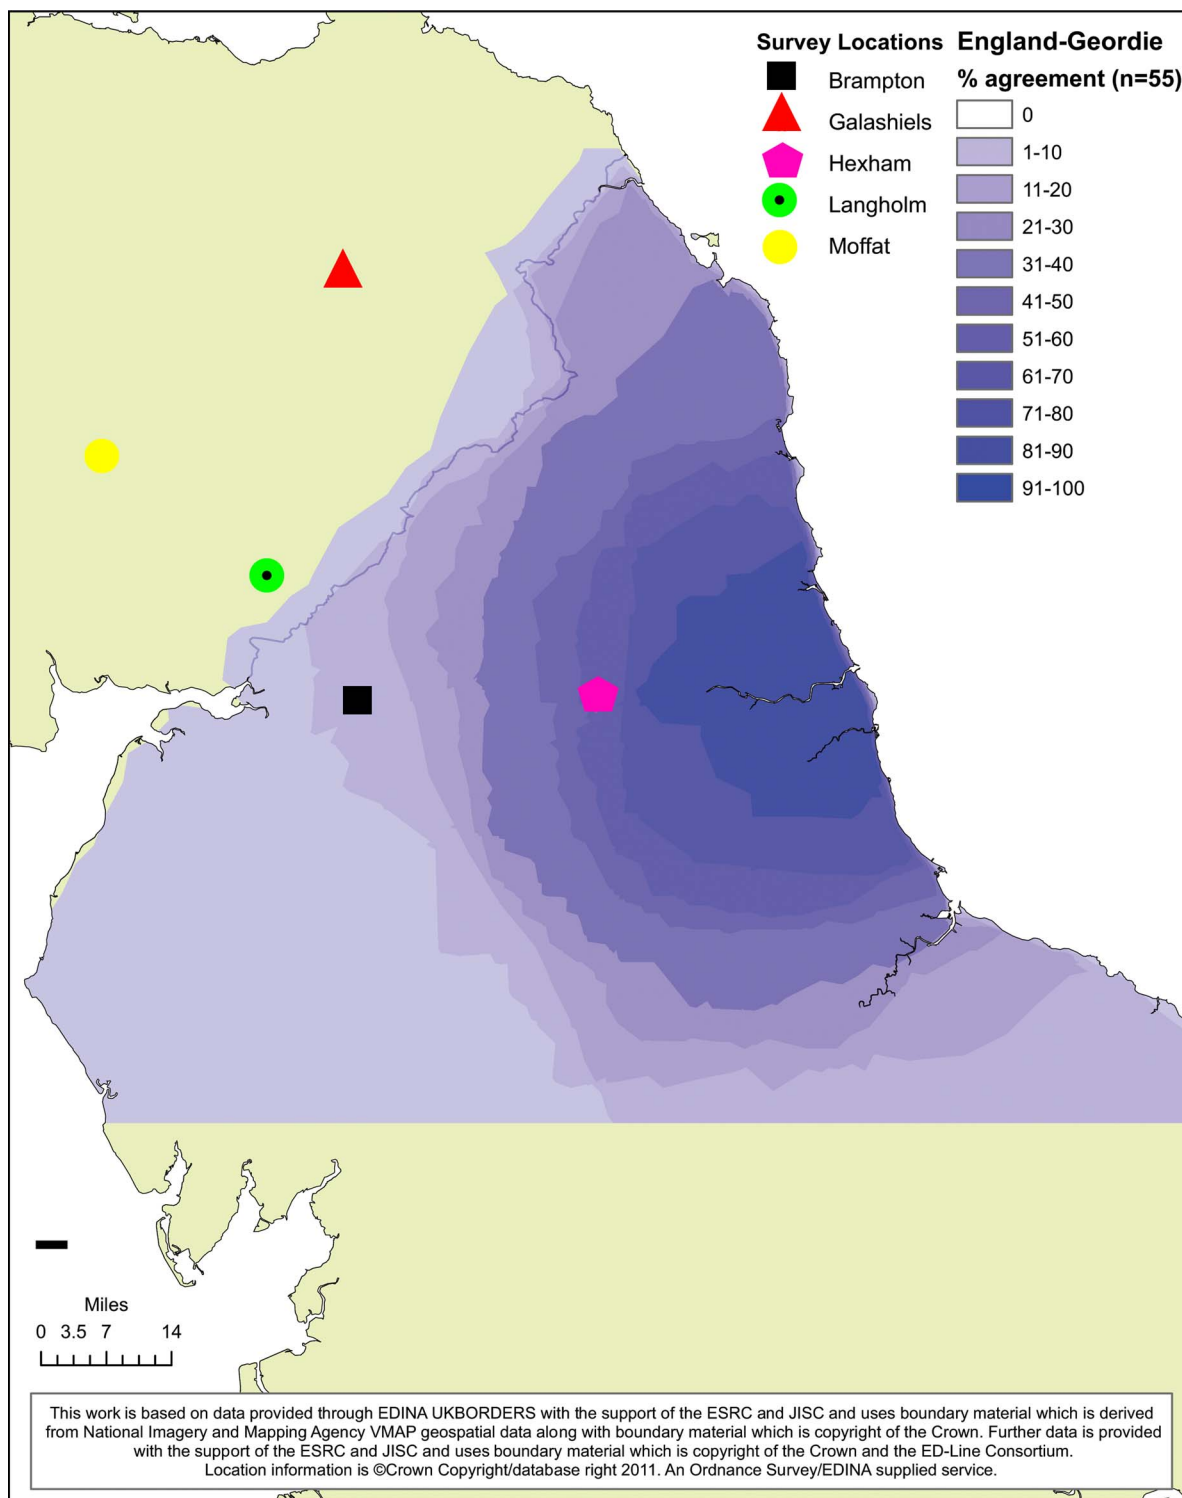 Survey Locations
Brampton
Galashiels
Hexham
Langholm
Moffat
England-Geordie
% agreement (n=55)
0
1-10
11-20
21-30
31-40
41-50
51-60
61-70
71-80
81-90
91-100
Miles
0 3.5 7 14
This work is based on data provided through EDINA UKBORDERS with the support of the ESRC and JISC and uses boundary material which is derived
from National Imagery and Mapping Agency VMAP geospatial data along with boundary material which is copyright of the Crown. Further data is provided
with the support of the ESRC and JISC and uses boundary material which is copyright of the Crown and the ED-Line Consortium.
Location information is ©Crown Copyright/database right 2011. An Ordnance Survey/EDINA supplied service.